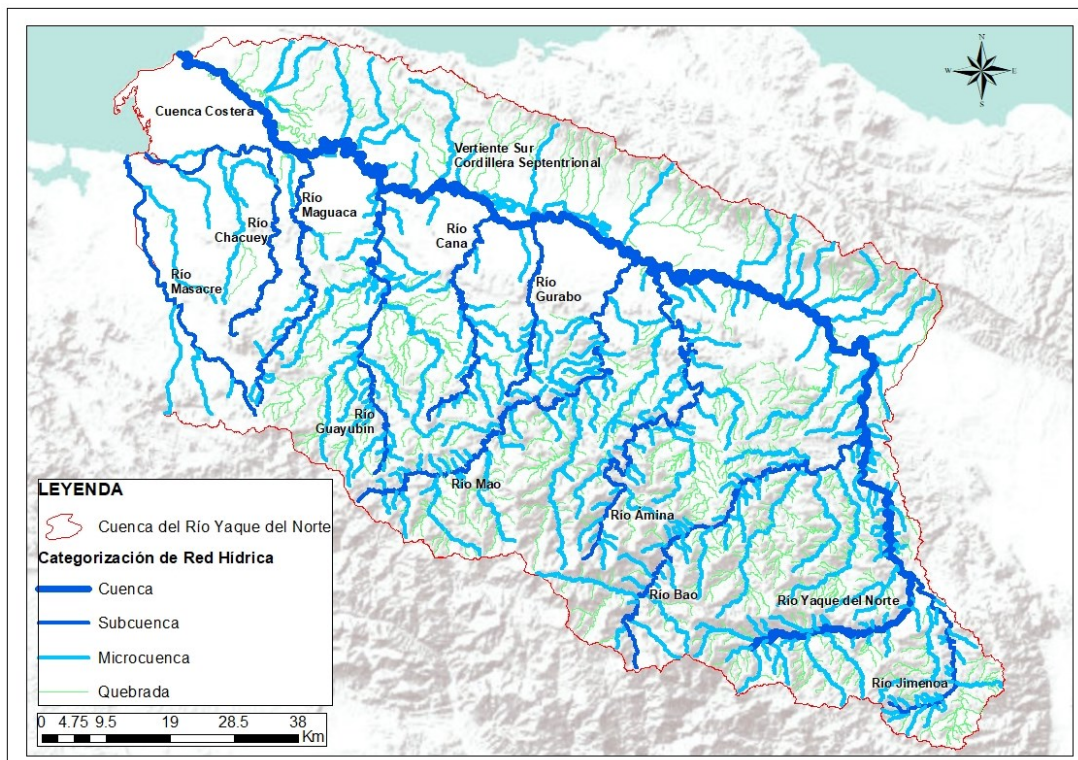 N
W
E
S
Cuenca Costera
Vertiente Sur
Cordillera Septentrional
Río
Maguaca
Río
Chacuey
Río
Cana
Río
Masacre
Río
Gurabo
Río
Guayubín
Río Mao
Río Ámina
Río Bao
Río Yaque del Norte
Río Jimenoa
LEYENDA
Cuenca del Río Yaque del Norte
Categorización de Red Hídrica
Cuenca
Subcuenca
Microcuenca
Quebrada
0 4.75 9.5 19 28.5 38
Km